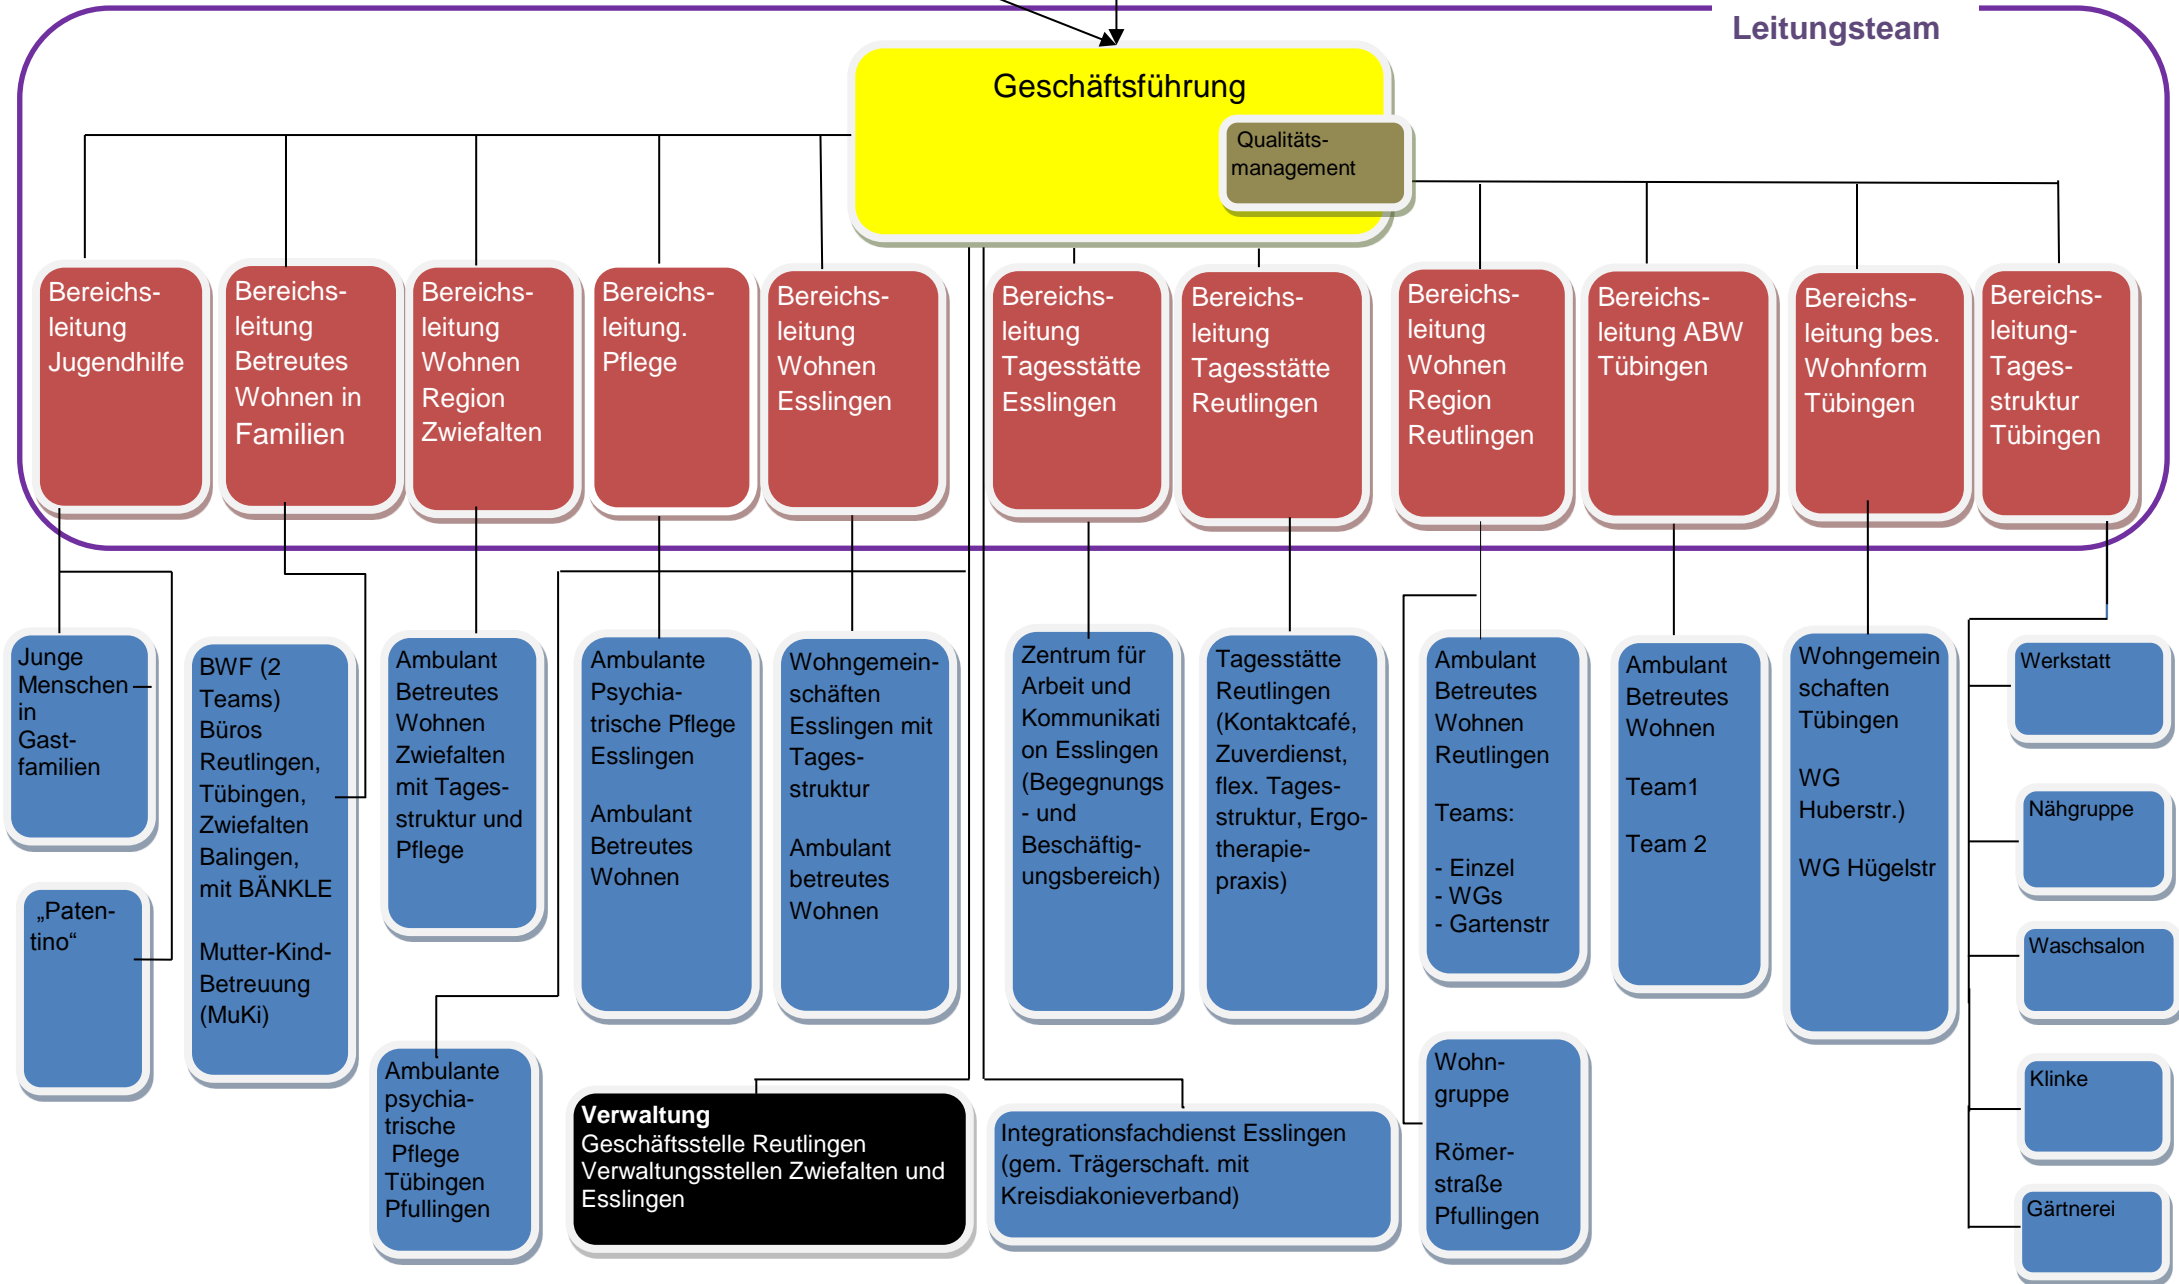 Leitungsteam
Geschäftsführung
Qualitäts-
management
Bereichs-
leitung
Jugendhilfe
Bereichs-
leitung
Betreutes
Wohnen in
Familien
Bereichs-
leitung
Wohnen
Region
Zwiefalten
Bereichs-
leitung.
Pflege
Bereichs-
leitung
Wohnen
Esslingen
Bereichs-
leitung
Tagesstätte
Esslingen
Bereichs-
leitung
Tagesstätte
Reutlingen
Bereichs-
leitung
Wohnen
Region
Reutlingen
Bereichs-
leitung ABW
Tübingen
Bereichs-
leitung bes.
Wohnform
Tübingen
Bereichs-
leitung-
Tages-
struktur
Tübingen
Junge
Menschen
in
Gast-
familien
„Paten-
tino“
BWF (2
Teams)
Büros
Reutlingen,
Tübingen,
Zwiefalten
Balingen,
mit BÄNKLE
Mutter-Kind-
Betreuung
(MuKi)
Ambulant
Betreutes
Wohnen
Zwiefalten
mit Tages-
struktur und
Pflege
Ambulante
psychia-
trische
Pflege
Tübingen
Pfullingen
Ambulante
Psychia-
trische Pflege
Esslingen
Ambulant
Betreutes
Wohnen
Wohngemein-
schäften
Esslingen mit
Tages-
struktur
Ambulant
betreutes
Wohnen
Verwaltung
Geschäftsstelle Reutlingen
Verwaltungsstellen Zwiefalten und
Esslingen
Zentrum für
Arbeit und
Kommunikati
on Esslingen
(Begegnungs
- und
Beschäftig-
ungsbereich)
Tagesstätte
Reutlingen
(Kontaktcafé,
Zuverdienst,
flex. Tages-
struktur, Ergo-
therapie-
praxis)
Integrationsfachdienst Esslingen
(gem. Trägerschaft. mit
Kreisdiakonieverband)
Ambulant
Betreutes
Wohnen
Reutlingen
Teams:
- Einzel
- WGs
- Gartenstr
Wohn-
gruppe
Römer-
straße
Pfullingen
Ambulant
Betreutes
Wohnen
Team1
Team 2
Wohngemein
schaften
Tübingen
WG
Huberstr.)
WG Hügelstr
Werkstatt
Nähgruppe
Waschsalon
Klinke
Gärtnerei